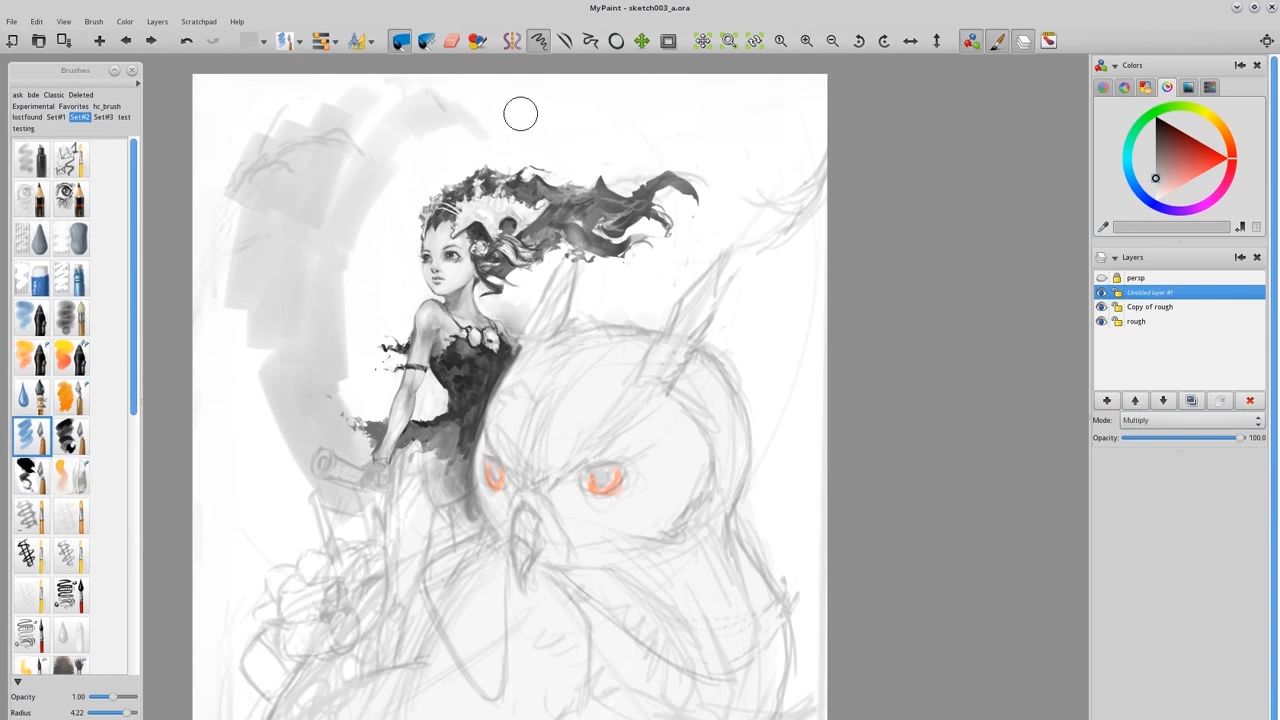 MyPaint - sketch003_a.ora
File Edit View Brush Color Layers Scratchpad Help
Brushes
ask bde Classic Deleted
Experimental Favorites hc_brush
lostfound Set#1 Set#2 Set#3 test
testing
Opacity 1.00
Radius 4.22
Colors
Layers
persp
Untitled layer #1
Copy of rough
rough
Mode: Multiply
Opacity: 100.0